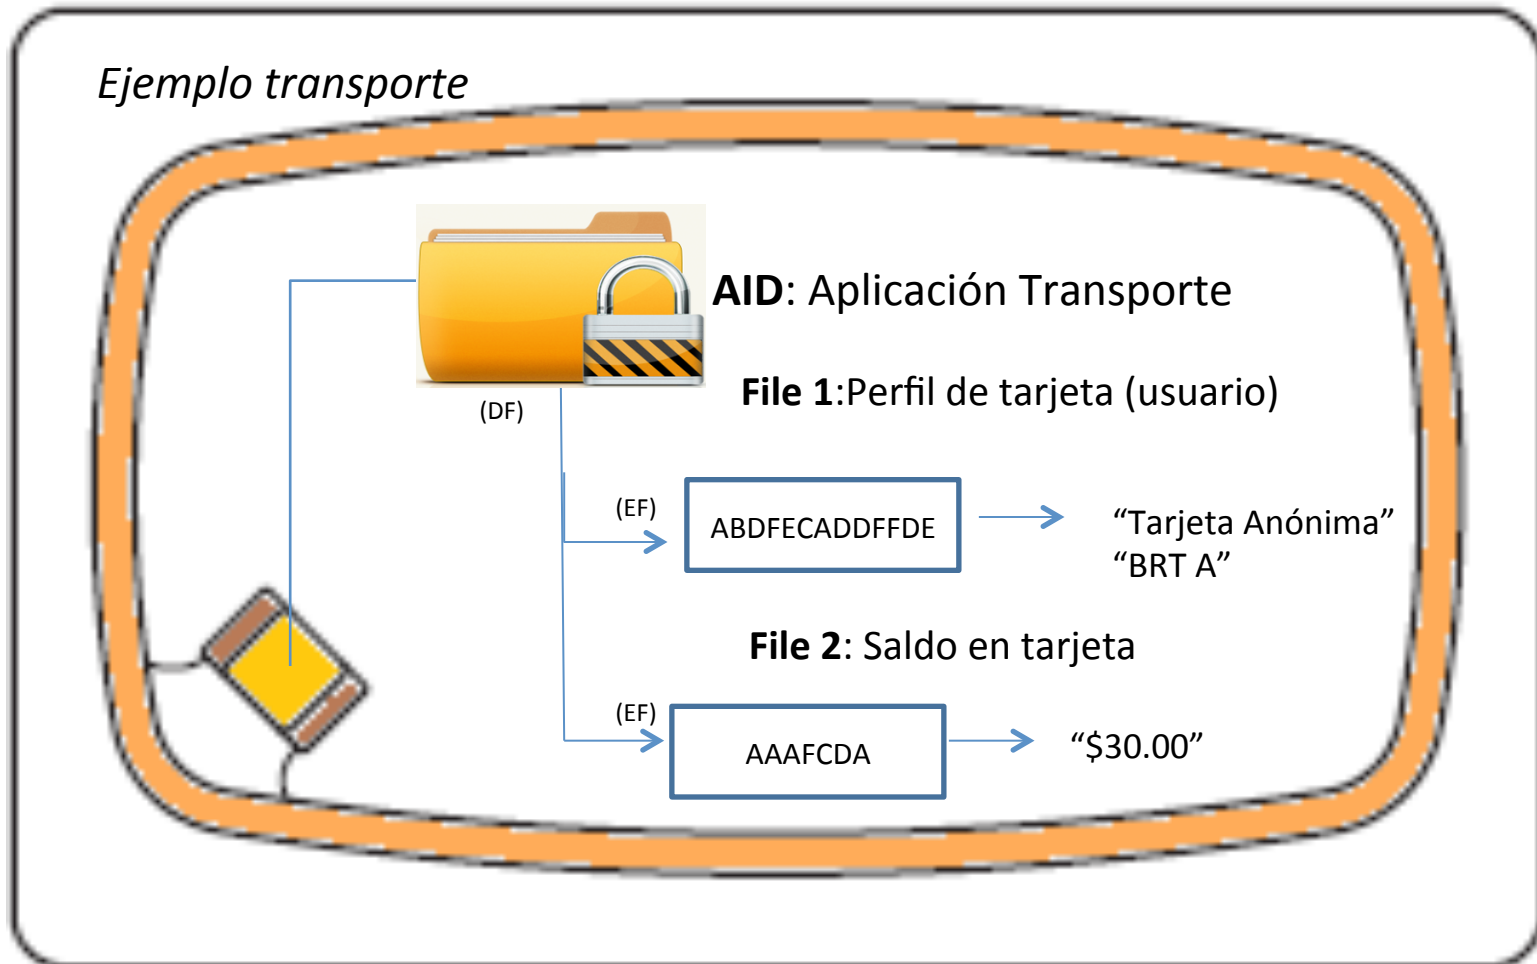 Ejemplo transporte
AID: Aplicación Transporte
File 1:Perfil de tarjeta (usuario)
(DF)
(EF)
ABDFECADDFFDE
“Tarjeta Anónima”
“BRT A”
File 2: Saldo en tarjeta
(EF)
AAAFCDA
“$30.00”